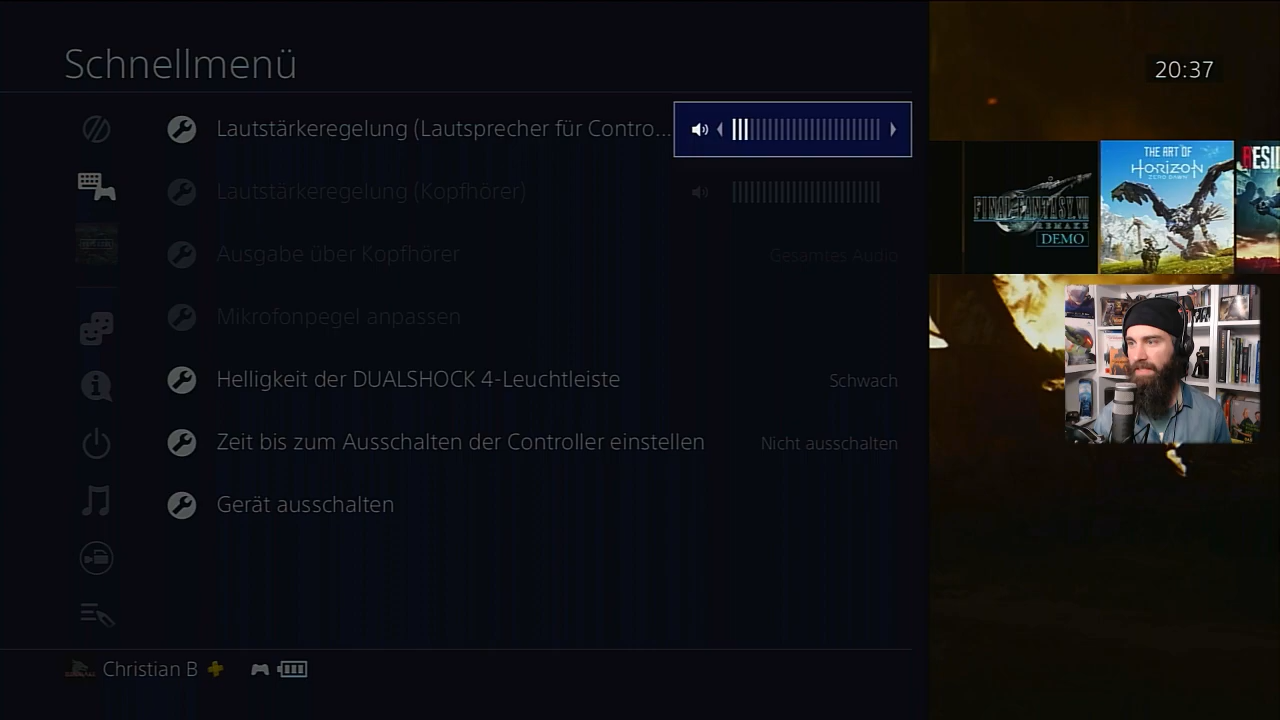 Schnellmenü
20:37
Lautstärkeregelung (Lautsprecher für Contro...
Lautstärkeregelung (Kopfhörer)
Ausgabe über Kopfhörer
Gesamtes Audio
Mikrofonpegel anpassen
Helligkeit der DUALSHOCK 4-Leuchtleiste
Schwach
Zeit bis zum Ausschalten der Controller einstellen
Nicht ausschalten
Gerät ausschalten
Christian B
FINAL FANTASY VII
REMAKE
DEMO
THE ART OF
HORIZON
ZERO DAWN
RESI